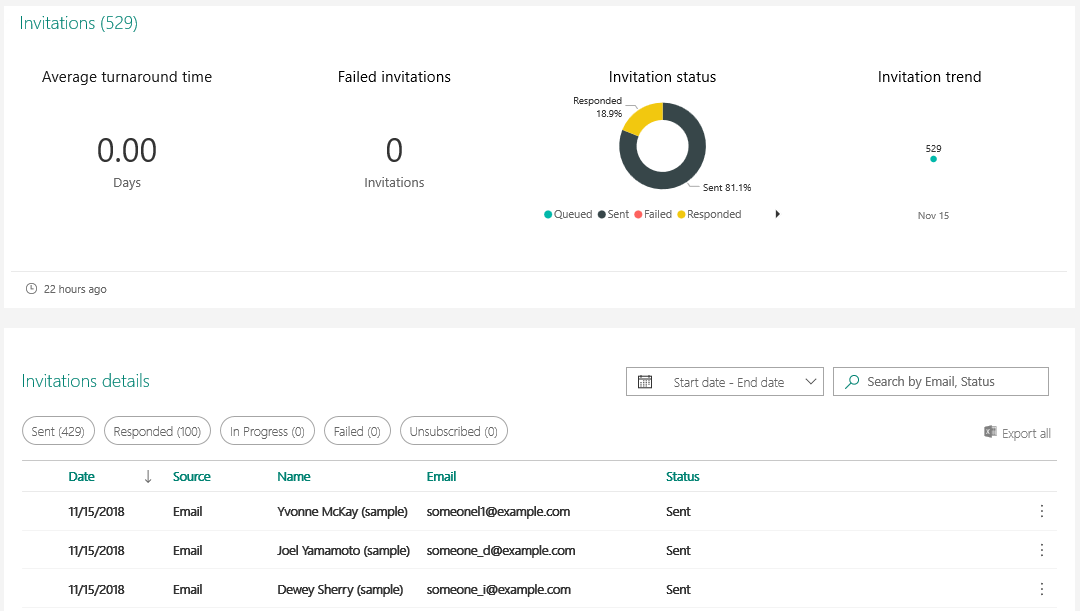 Invitations (529)
Average turnaround time
Failed invitations
Invitation status
Invitation trend
0.00
Days
0
Invitations
Responded
18.9%
Sent 81.1%
Queued Sent Failed Responded
529
Nov 15
22 hours ago
Invitations details
Start date - End date
Search by Email, Status
Sent (429) Responded (100) In Progress (0) Failed (0) Unsubscribed (0)
Export all
Date Source Name Email Status
11/15/2018 Email Yvonne McKay (sample) someonel1@example.com Sent
11/15/2018 Email Joel Yamamoto (sample) someone_d@example.com Sent
11/15/2018 Email Dewey Sherry (sample) someone_i@example.com Sent